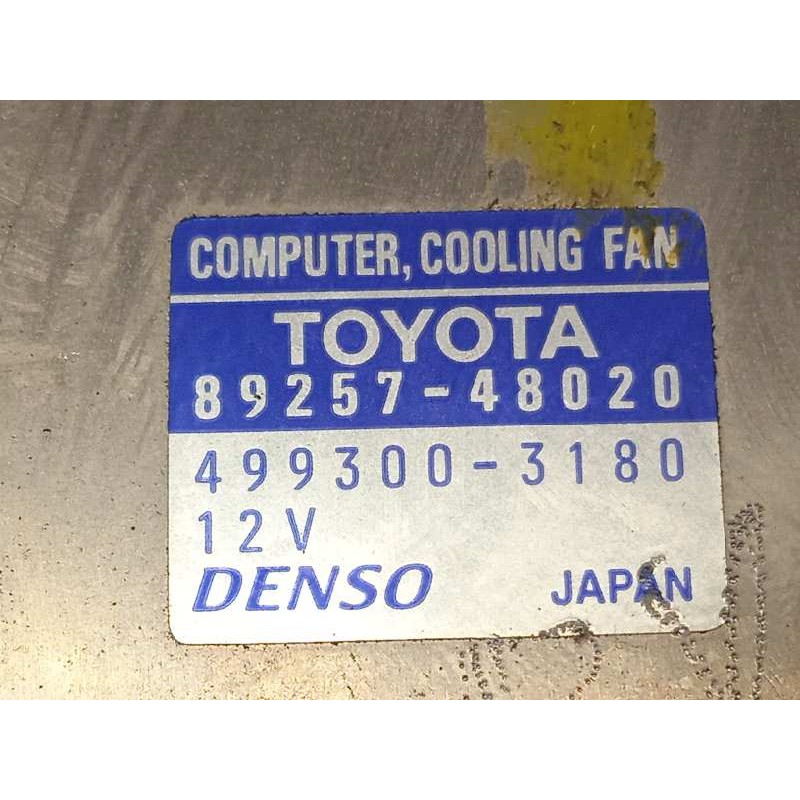 COMPUTER, COOLING FAN
TOYOTA
89257-48020
499300-3180
12V
DENSO JAPAN